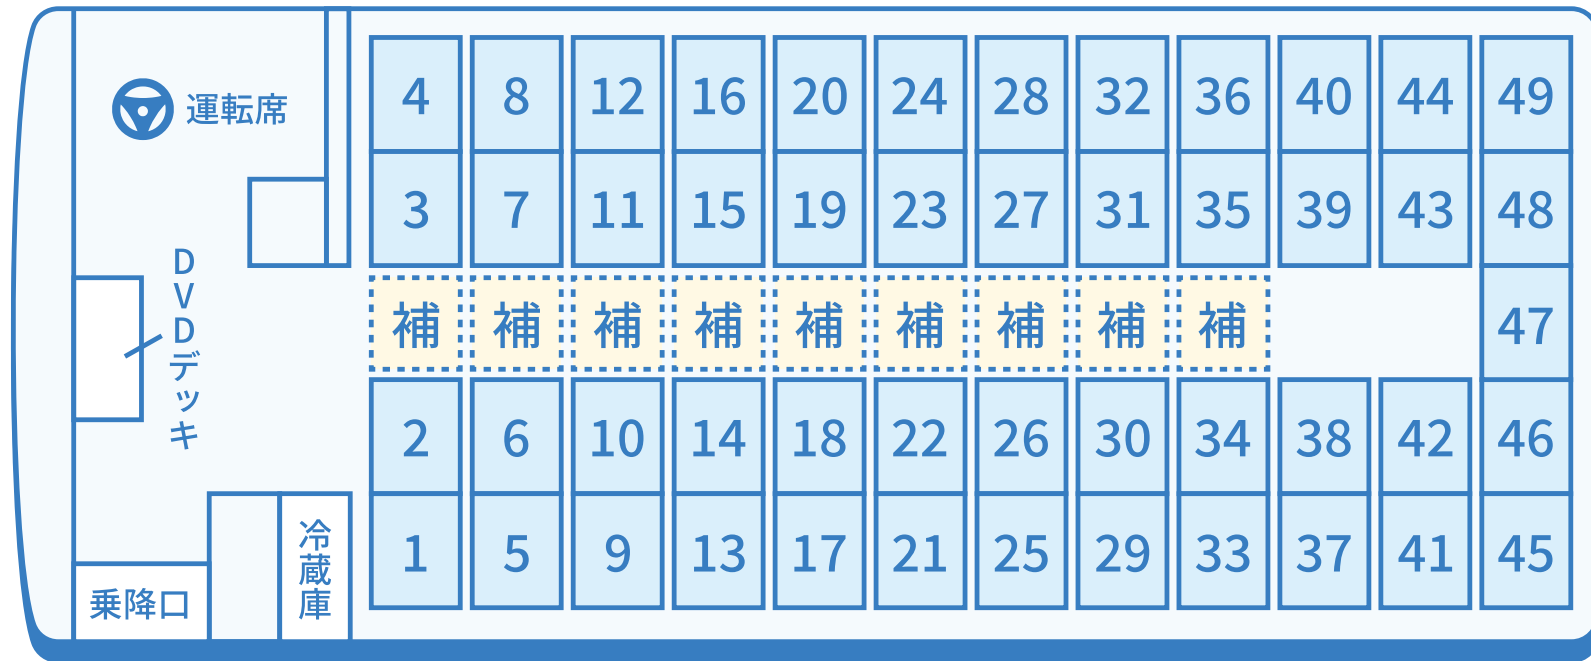 運転席
DVDデッキ
乗降口
冷蔵庫
4 8 12 16 20 24 28 32 36 40 44 49
3 7 11 15 19 23 27 31 35 39 43 48
補 補 補 補 補 補 補 補 補 47
2 6 10 14 18 22 26 30 34 38 42 46
1 5 9 13 17 21 25 29 33 37 41 45